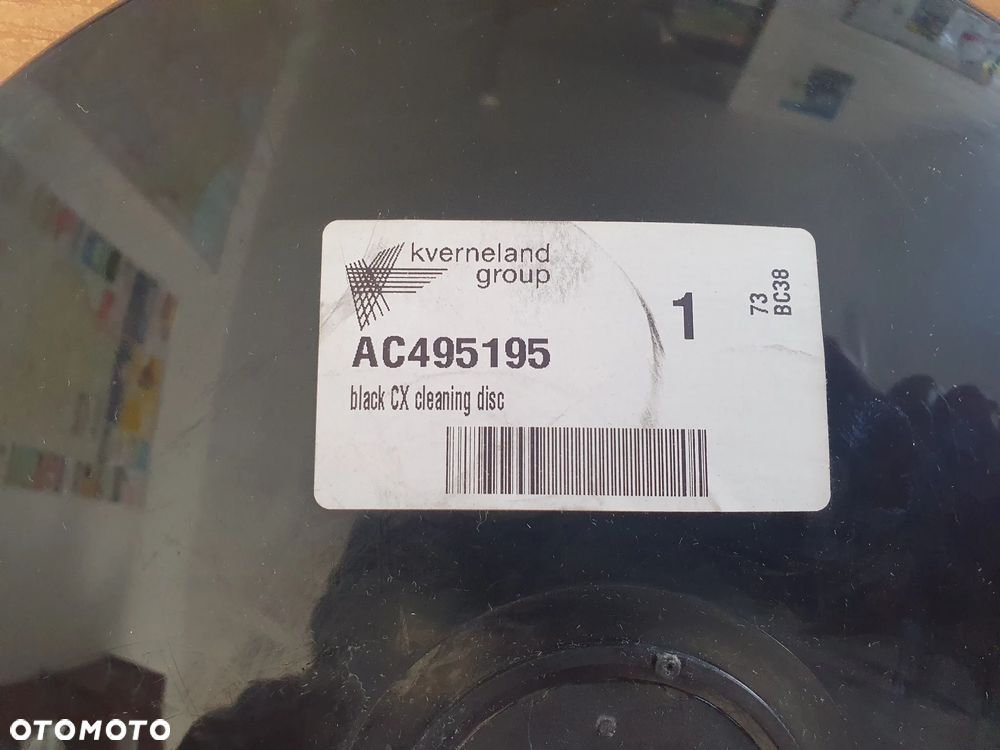 kverneland
group
1
73
BC38
AC495195
black CX cleaning disc
OTOMOTO